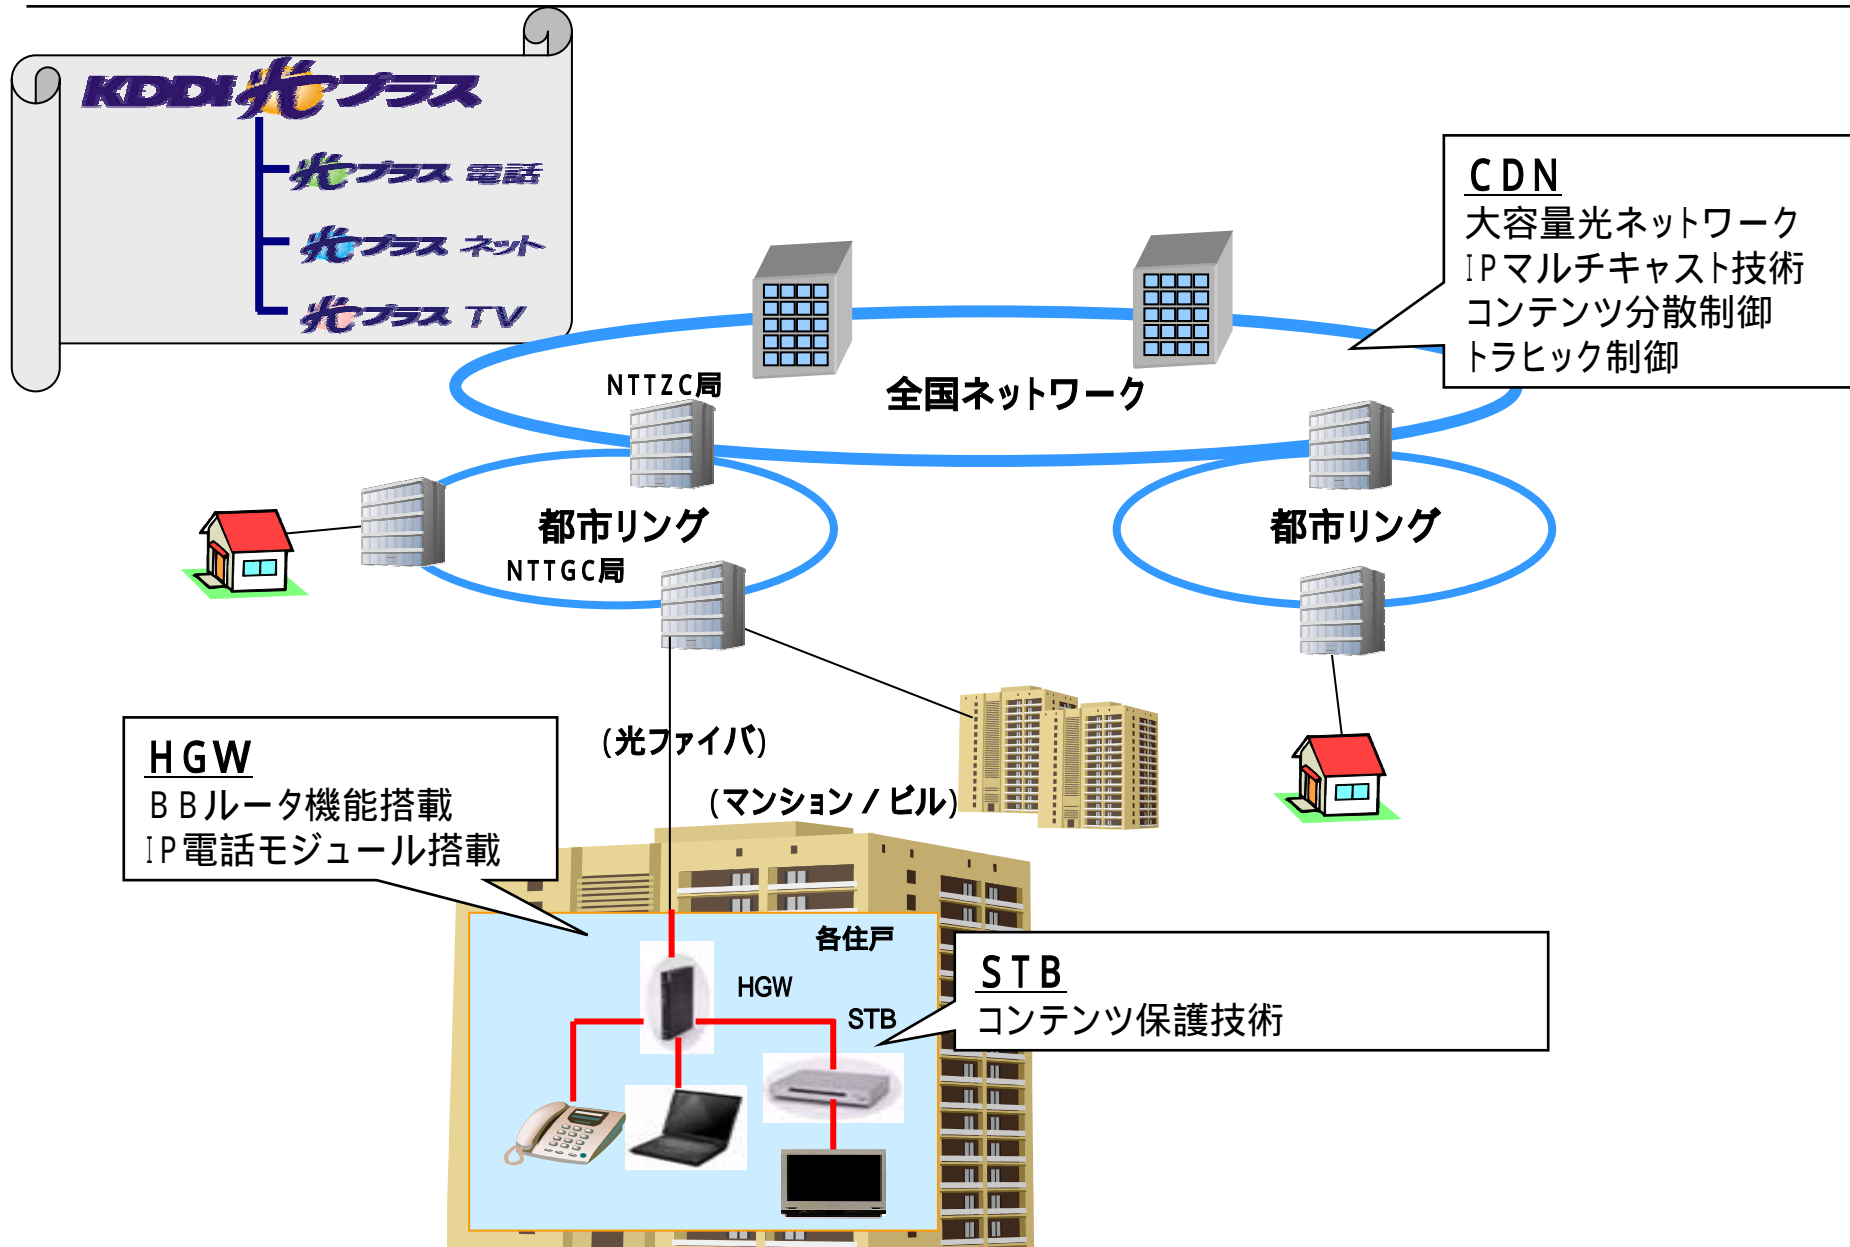 KDDI光プラス
光プラス 電話
光プラス ネット
光プラス TV
CDN
大容量光ネットワーク
IPマルチキャスト技術
コンテンツ分散制御
トラヒック制御
NTTZC局
全国ネットワーク
都市リング
都市リング
NTTGC局
(光ファイバ)
(マンション/ビル)
HGW
BBルータ機能搭載
IP電話モジュール搭載
各住戸
HGW
STB
STB
コンテンツ保護技術